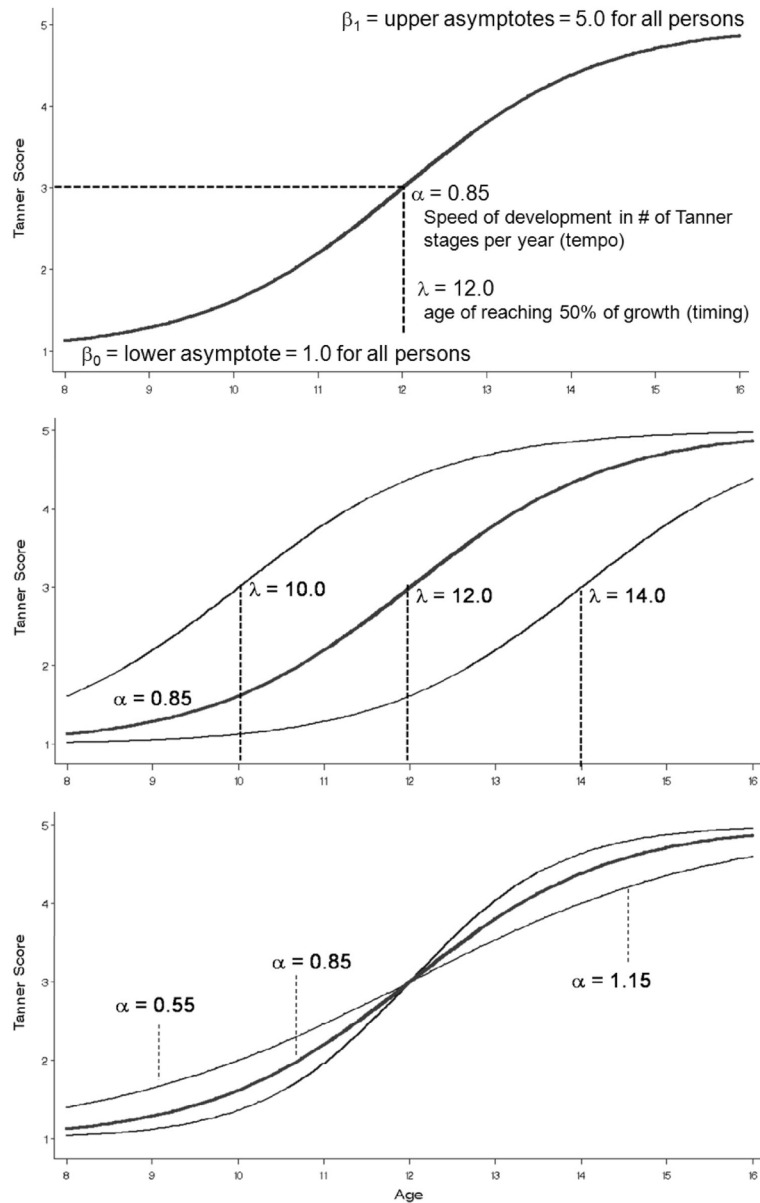 β₁ = upper asymptotes = 5.0 for all persons
5
4
Tanner Score
3
α = 0.85
Speed of development in # of Tanner
stages per year (tempo)
2
λ = 12.0
age of reaching 50% of growth (timing)
1
β₀ = lower asymptote = 1.0 for all persons
8 9 10 11 12 13 14 15 16
5
4
Tanner Score
3
λ = 10.0 λ = 12.0 λ = 14.0
2
α = 0.85
1
8 9 10 11 12 13 14 15 16
5
4
Tanner Score
3
α = 0.85
α = 1.15
α = 0.55
2
1
8 9 10 11 12 13 14 15 16
Age